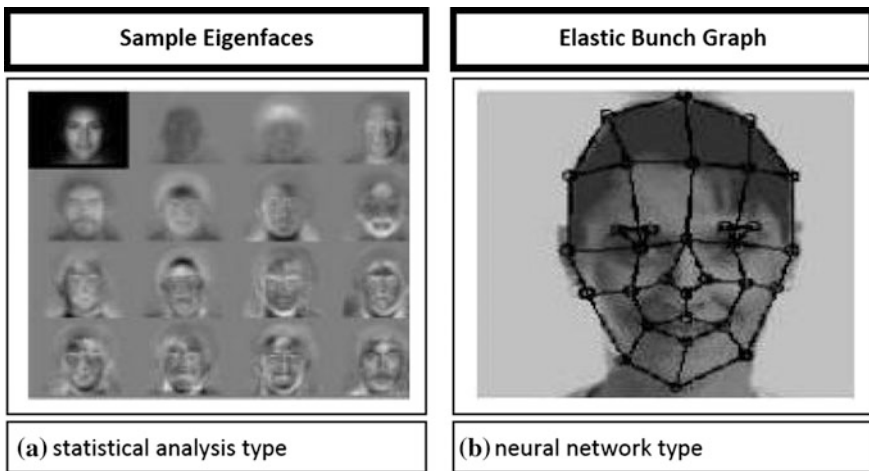 Sample Eigenfaces
Elastic Bunch Graph
(a) statistical analysis type
(b) neural network type